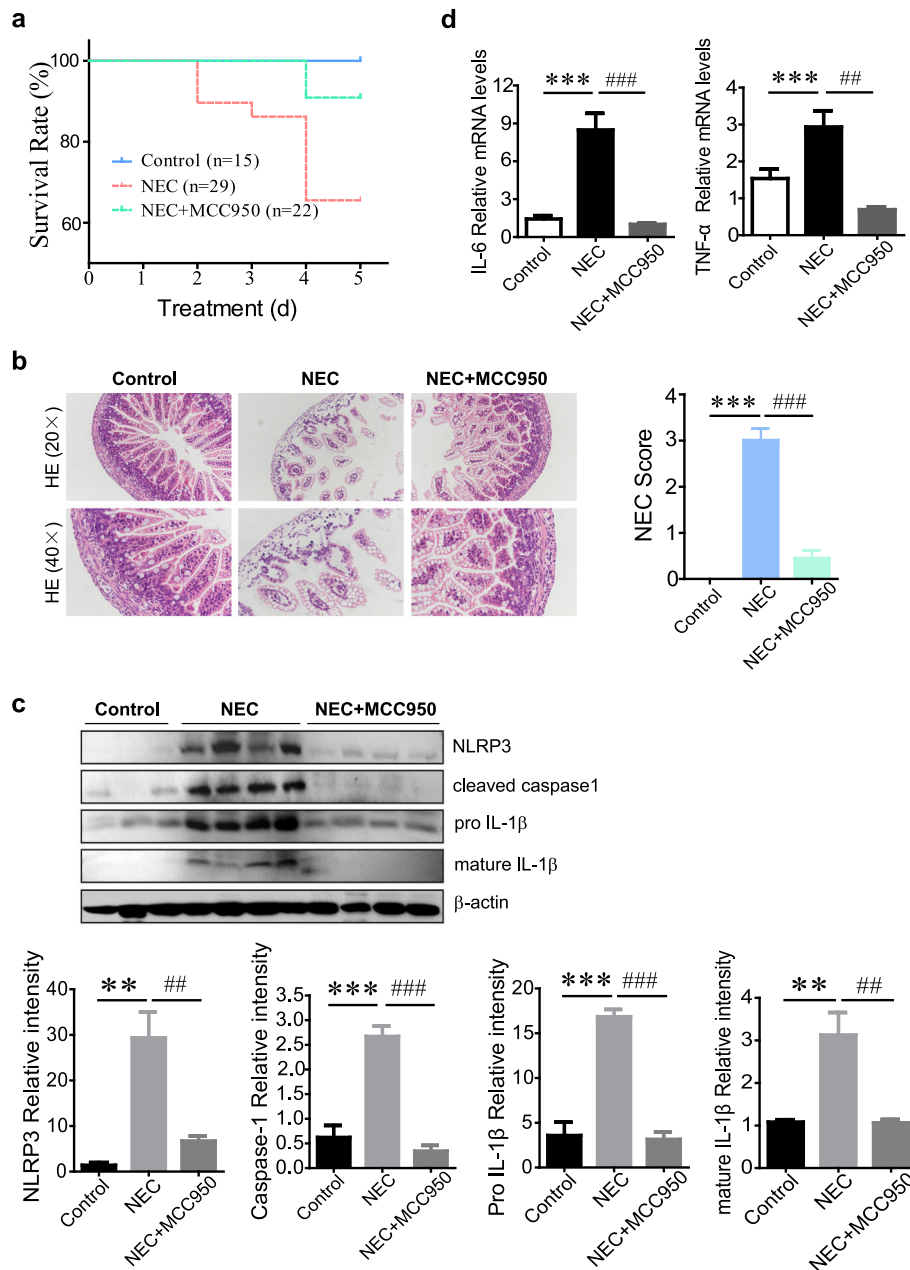 a
Survival Rate (%)
100
80
60
Control (n=15)
NEC (n=29)
NEC+MCC950 (n=22)
0 1 2 3 4 5
Treatment (d)
d
IL-6 Relative mRNA levels
12
9
6
3
0
*** ###
Control NEC NEC+MCC950
TNF-α Relative mRNA levels
5
4
3
2
1
0
*** ##
Control NEC NEC+MCC950
b
Control NEC NEC+MCC950
HE (20×)
HE (40×)
NEC Score
4
3
2
1
0
*** ###
Control NEC NEC+MCC950
c
Control NEC NEC+MCC950
NLRP3
cleaved caspase1
pro IL-1β
mature IL-1β
β-actin
NLRP3 Relative intensity
40
30
20
10
0
** ##
Control NEC NEC+MCC950
Caspase-1 Relative intensity
3.5
3.0
2.5
2.0
1.5
1.0
0.5
0.0
*** ###
Control NEC NEC+MCC950
Pro IL-1β Relative intensity
20
15
10
5
0
*** ###
Control NEC NEC+MCC950
mature IL-1β Relative intensity
4
3
2
1
0
** ##
Control NEC NEC+MCC950